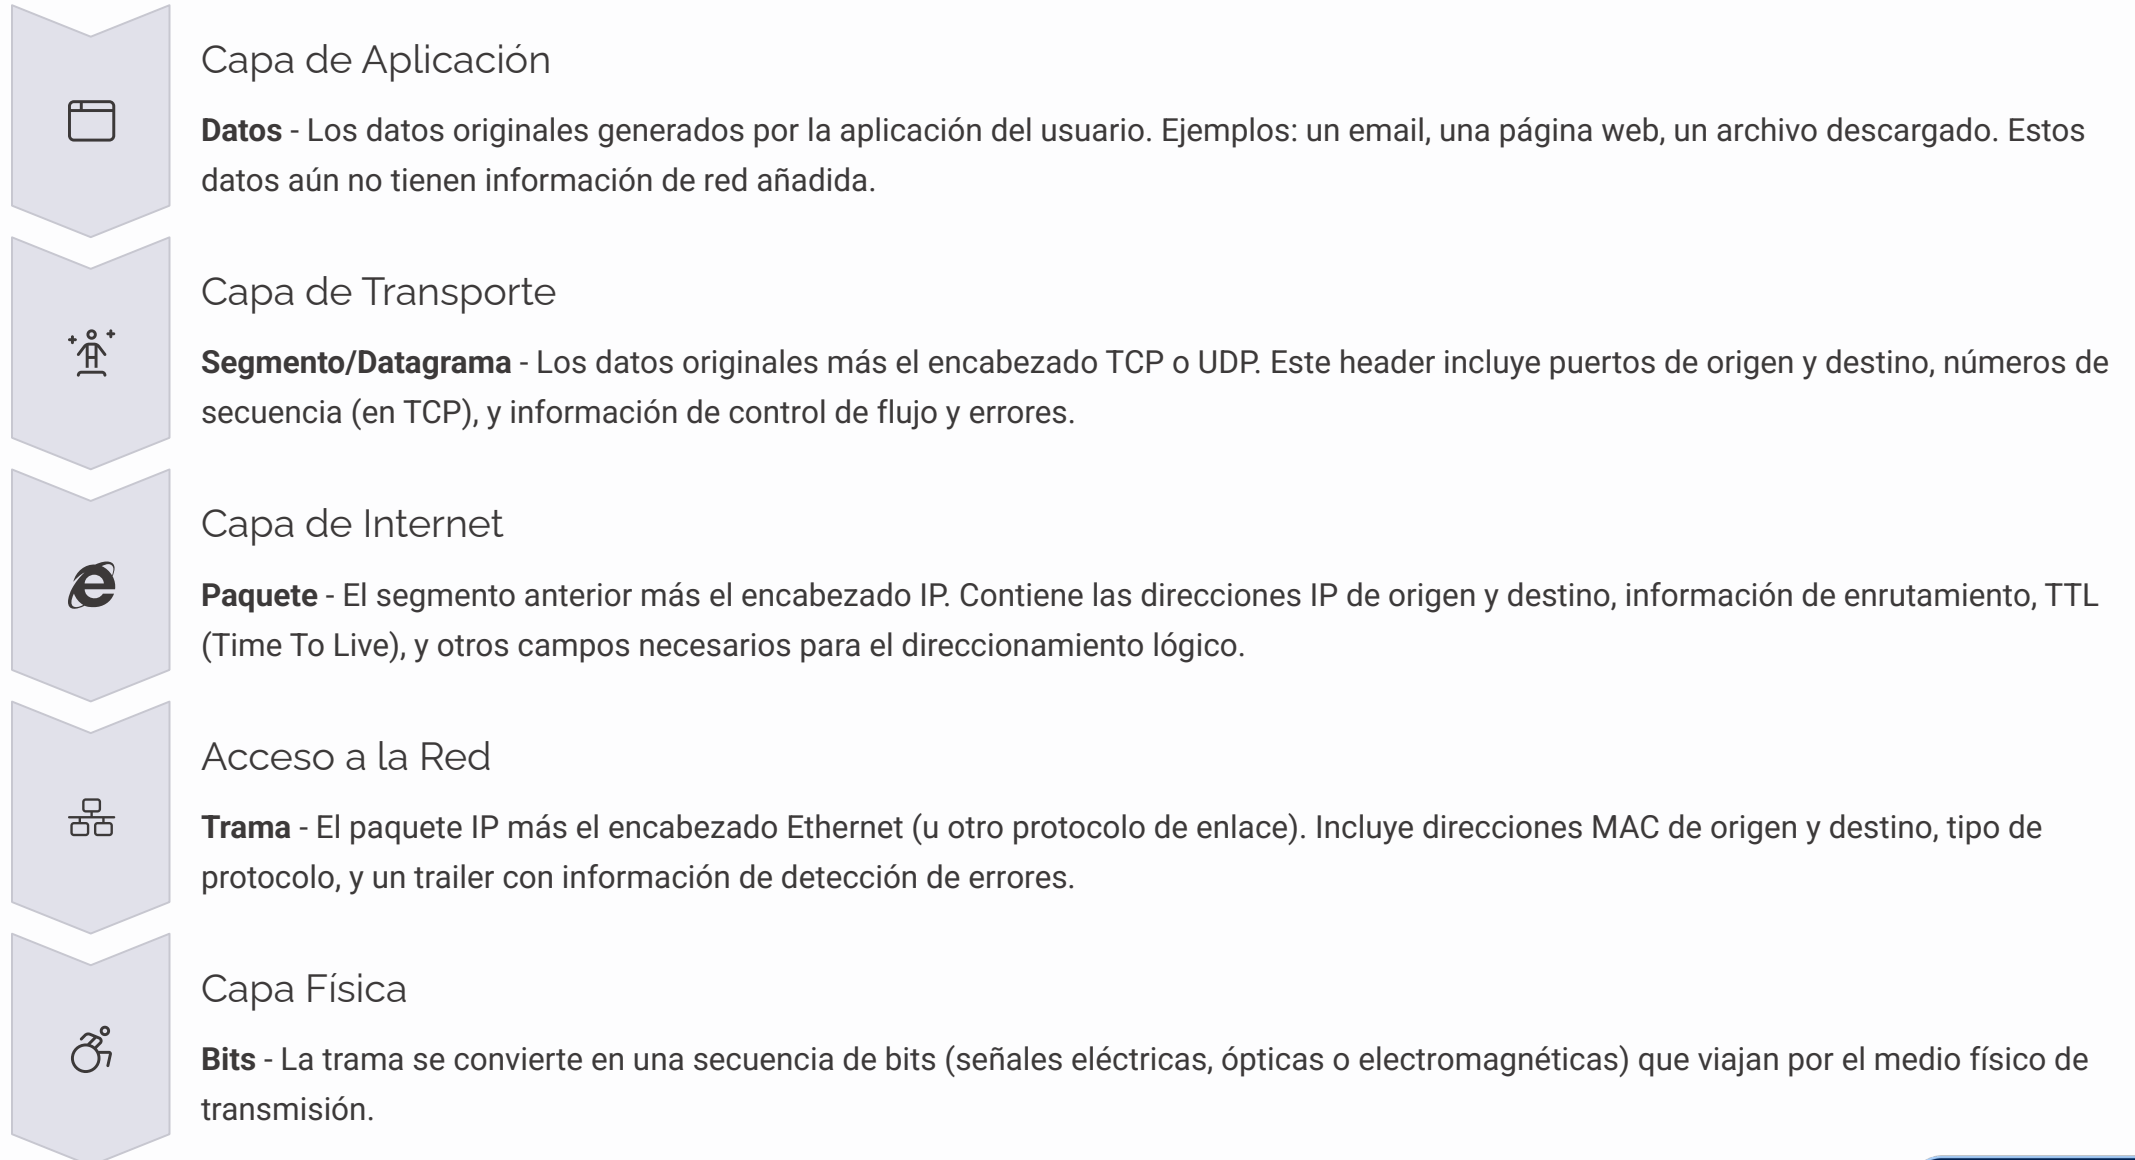 Capa de Aplicación
Datos - Los datos originales generados por la aplicación del usuario. Ejemplos: un email, una página web, un archivo descargado. Estos
datos aún no tienen información de red añadida.
Capa de Transporte
Segmento/Datagrama - Los datos originales más el encabezado TCP o UDP. Este header incluye puertos de origen y destino, números de
secuencia (en TCP), y información de control de flujo y errores.
Capa de Internet
Paquete - El segmento anterior más el encabezado IP. Contiene las direcciones IP de origen y destino, información de enrutamiento, TTL
(Time To Live), y otros campos necesarios para el direccionamiento lógico.
Acceso a la Red
Trama - El paquete IP más el encabezado Ethernet (u otro protocolo de enlace). Incluye direcciones MAC de origen y destino, tipo de
protocolo, y un trailer con información de detección de errores.
Capa Física
Bits - La trama se convierte en una secuencia de bits (señales eléctricas, ópticas o electromagnéticas) que viajan por el medio físico de
transmisión.